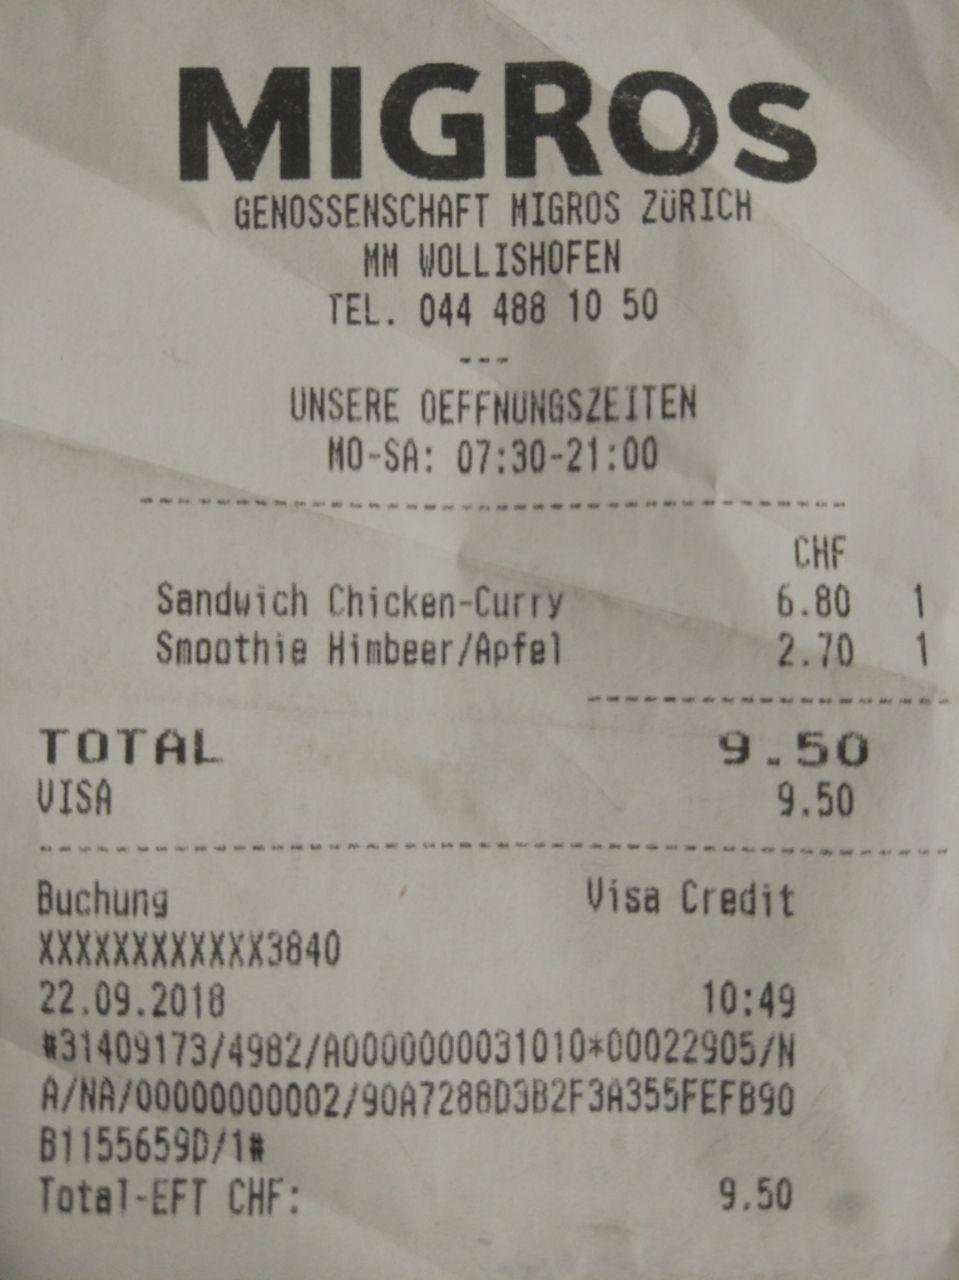 MIGROS
GENOSSENSCHAFT MIGROS ZüRICH
MM WOLLISHOFEN
TEL. 044 488 10 50
---
UNSERE OEFFNUNGSZEITEN
MO-SA: 07:30-21:00
CHF
Sandwich Chicken-Curry 6.80 1
Smoothie Himbeer/Apfel 2.70 1
TOTAL 9.50
VISA 9.50
Buchung Visa Credit
XXXXXXXXXXXX3840
22.09.2018 10:49
#31409173/4982/A0000000031010*00022905/N
A/NA/00000000002/90A7288D3B2F3A355FEFB90
B1155659D/1#
Total-EFT CHF: 9.50